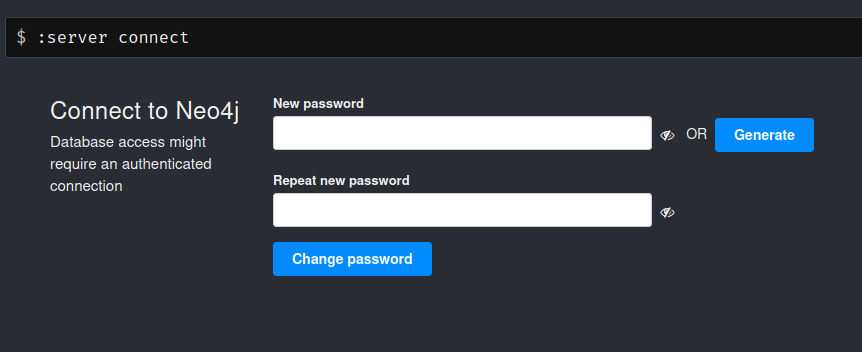 $ :server connect
Connect to Neo4j
Database access might
require an authenticated
connection
New password
OR
Generate
Repeat new password
Change password